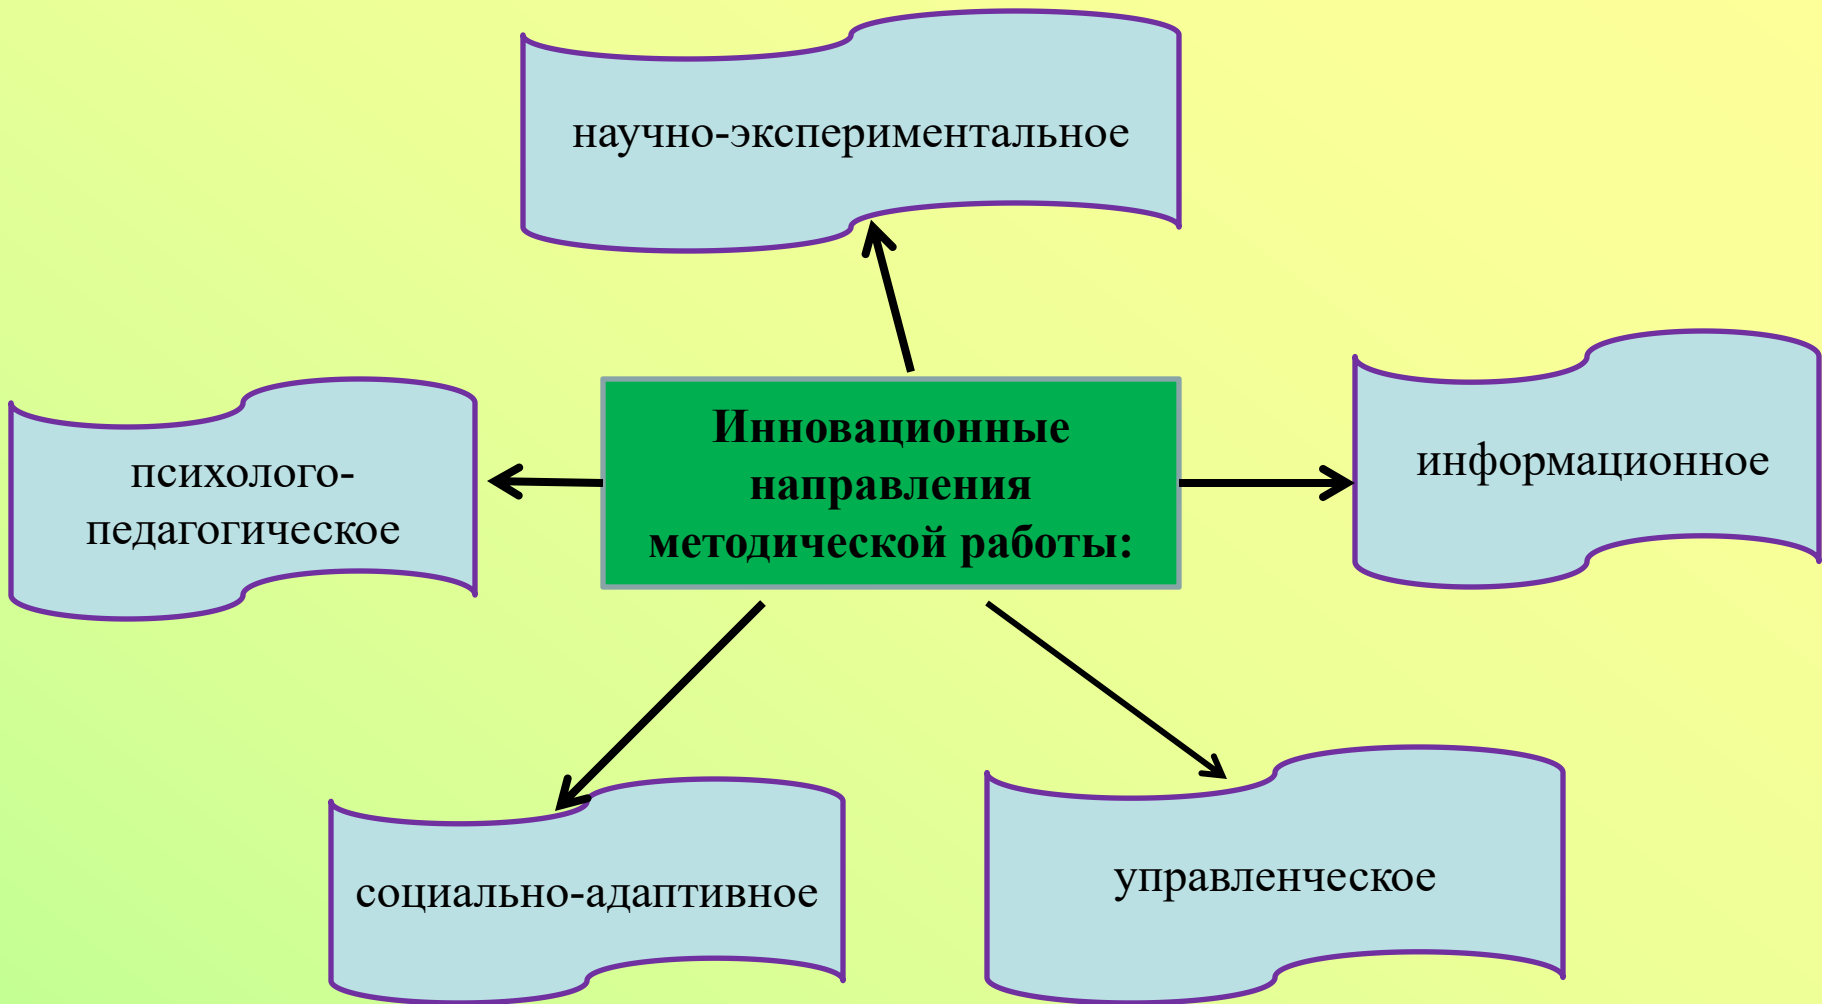 научно-экспериментальное
Инновационные
направления
методической работы:
психолого-
педагогическое
информационное
социально-адаптивное
управленческое